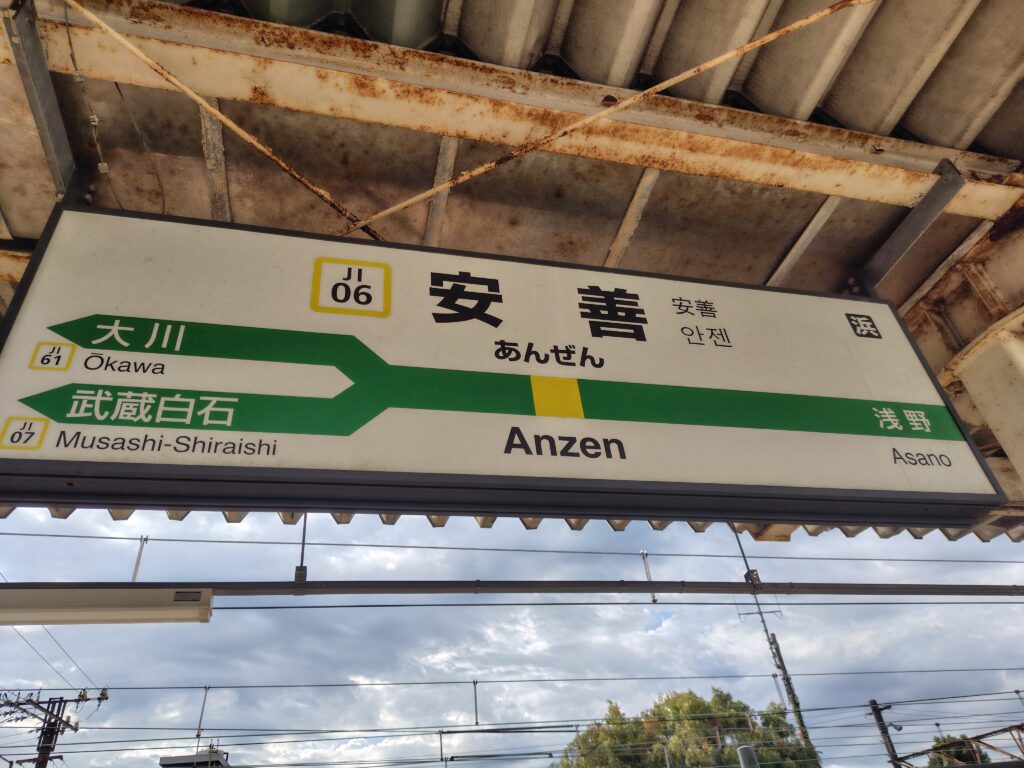 JI
06
安善
安善
안젠
浜
あんぜん
大川
JI
61
Ōkawa
武蔵白石
JI
07
Musashi-Shiraishi
Anzen
浅野
Asano